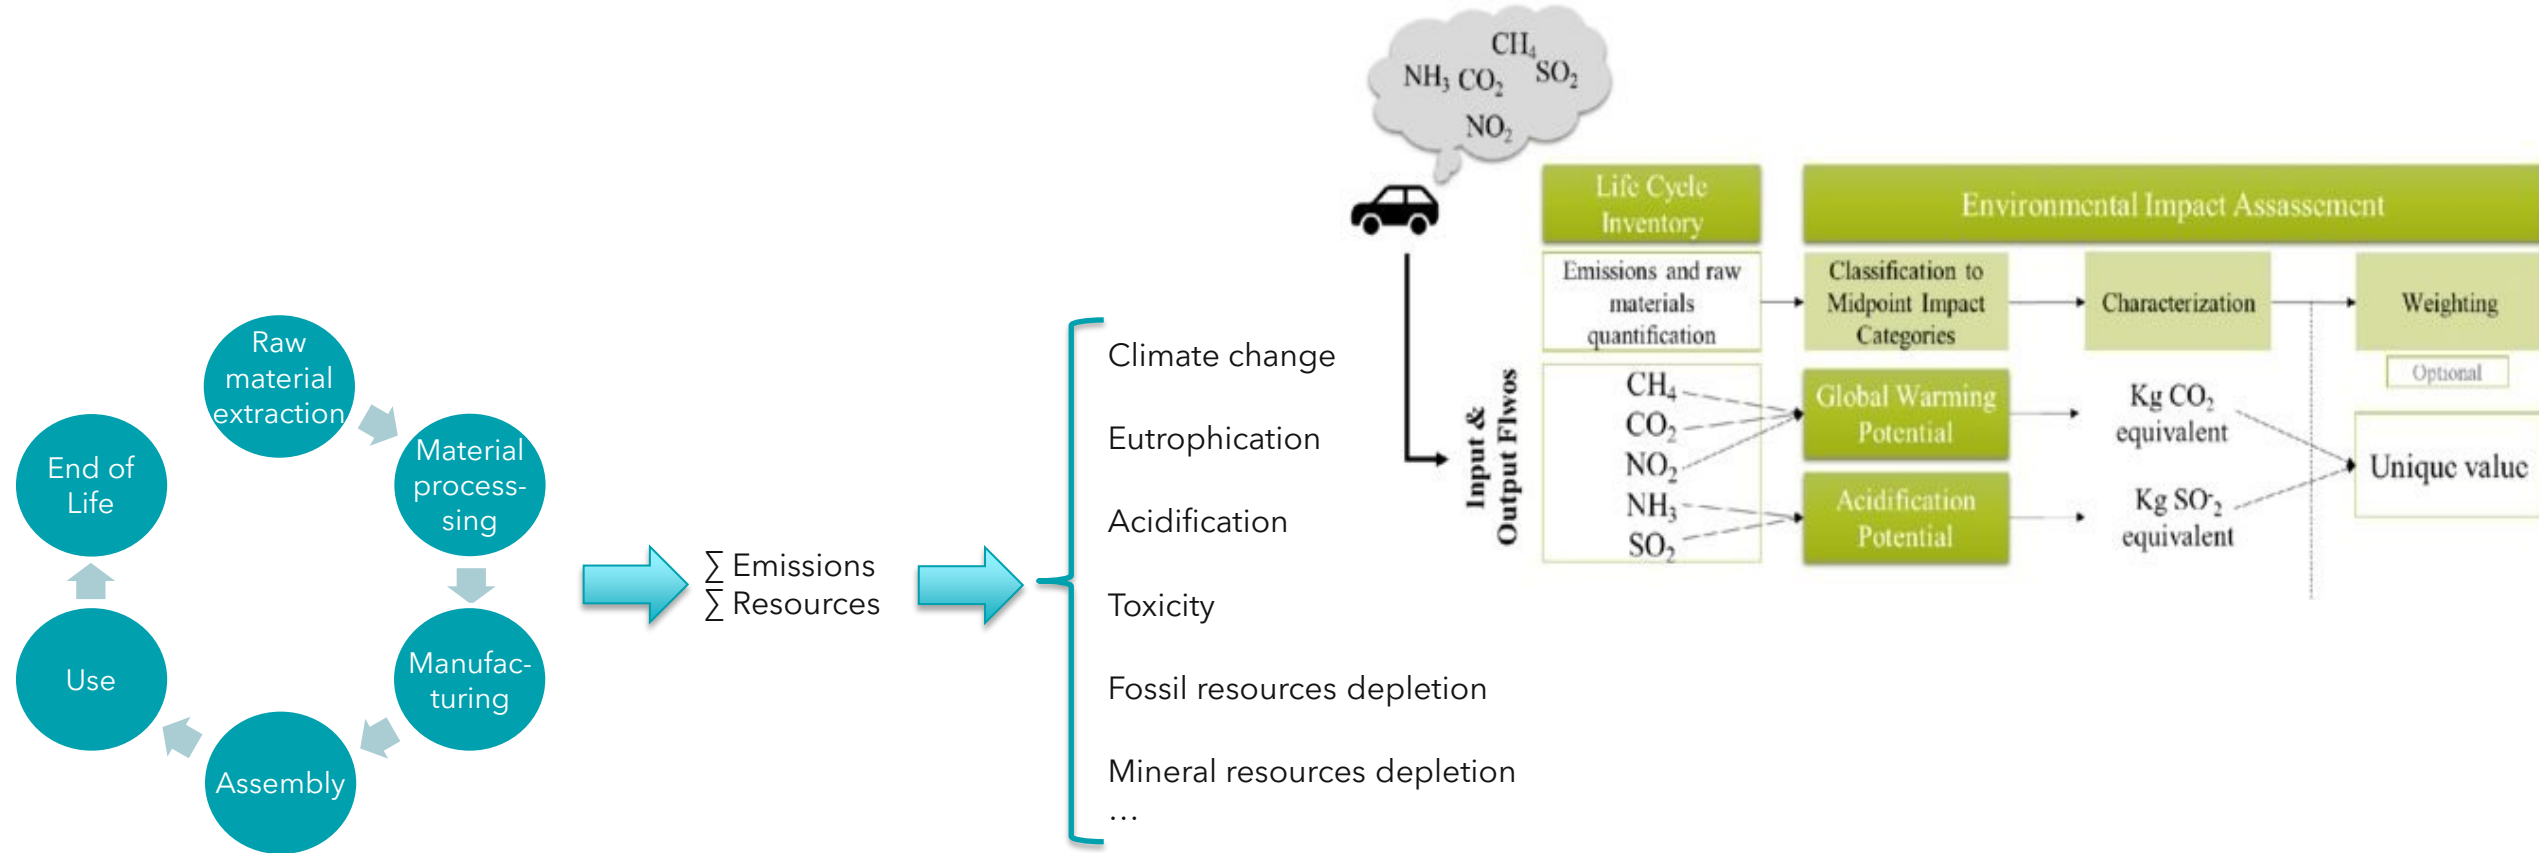 Raw
material
extraction
Material
process-
sing
Manufac-
turing
Assembly
Use
End of
Life
∑ Emissions
∑ Resources
Climate change
Eutrophication
Acidification
Toxicity
Fossil resources depletion
Mineral resources depletion
…
CH₄
NH₃ CO₂ SO₂
NO₂
Life Cycle
Inventory
Environmental Impact Assassement
Emissions and raw
materials
quantification
Classification to
Midpoint Impact
Categories
Characterization
Weighting
Optional
Input &
Output Flwos
CH₄
CO₂
NO₂
NH₃
SO₂
Global Warming
Potential
Acidification
Potential
Kg CO₂
equivalent
Kg SO⁻₂
equivalent
Unique value